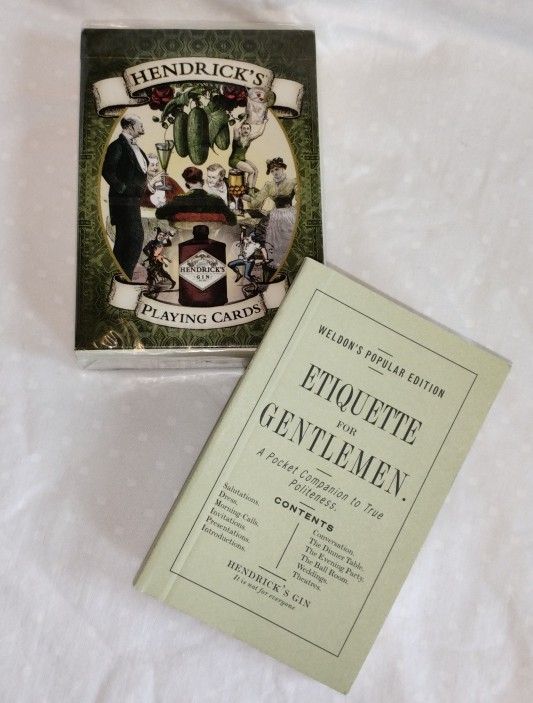 HENDRICK'S
HENDRICK'S
GIN
PLAYING CARDS
WELDON'S POPULAR EDITION
ETIQUETTE
FOR
GENTLEMEN.
A Pocket Companion to True
Politeness.
CONTENTS
Salutations.
Dress.
Morning-Calls.
Invitations.
Presentations.
Introductions.
Conversation.
The Dinner Table.
The Evening Party.
The Ball Room.
Weddings.
Theatres.
HENDRICK'S GIN
It is not for everyone